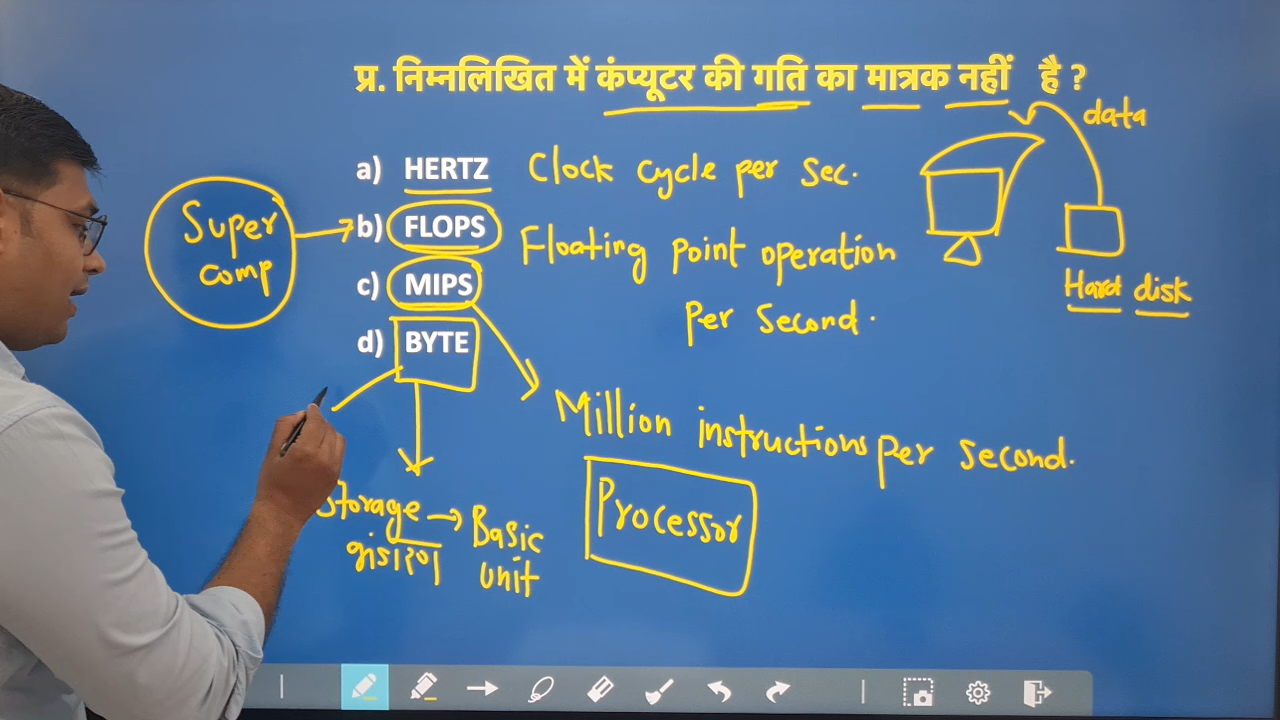 प्र. निम्नलिखित में कंप्यूटर की गति का मात्रक नहीं है ?
data
a) HERTZ Clock cycle per sec.
Super comp
b) FLOPS Floating point operation per second.
c) MIPS
Hard disk
d) BYTE
Million instructions per second.
Processor
Storage → Basic unit
भंडारण